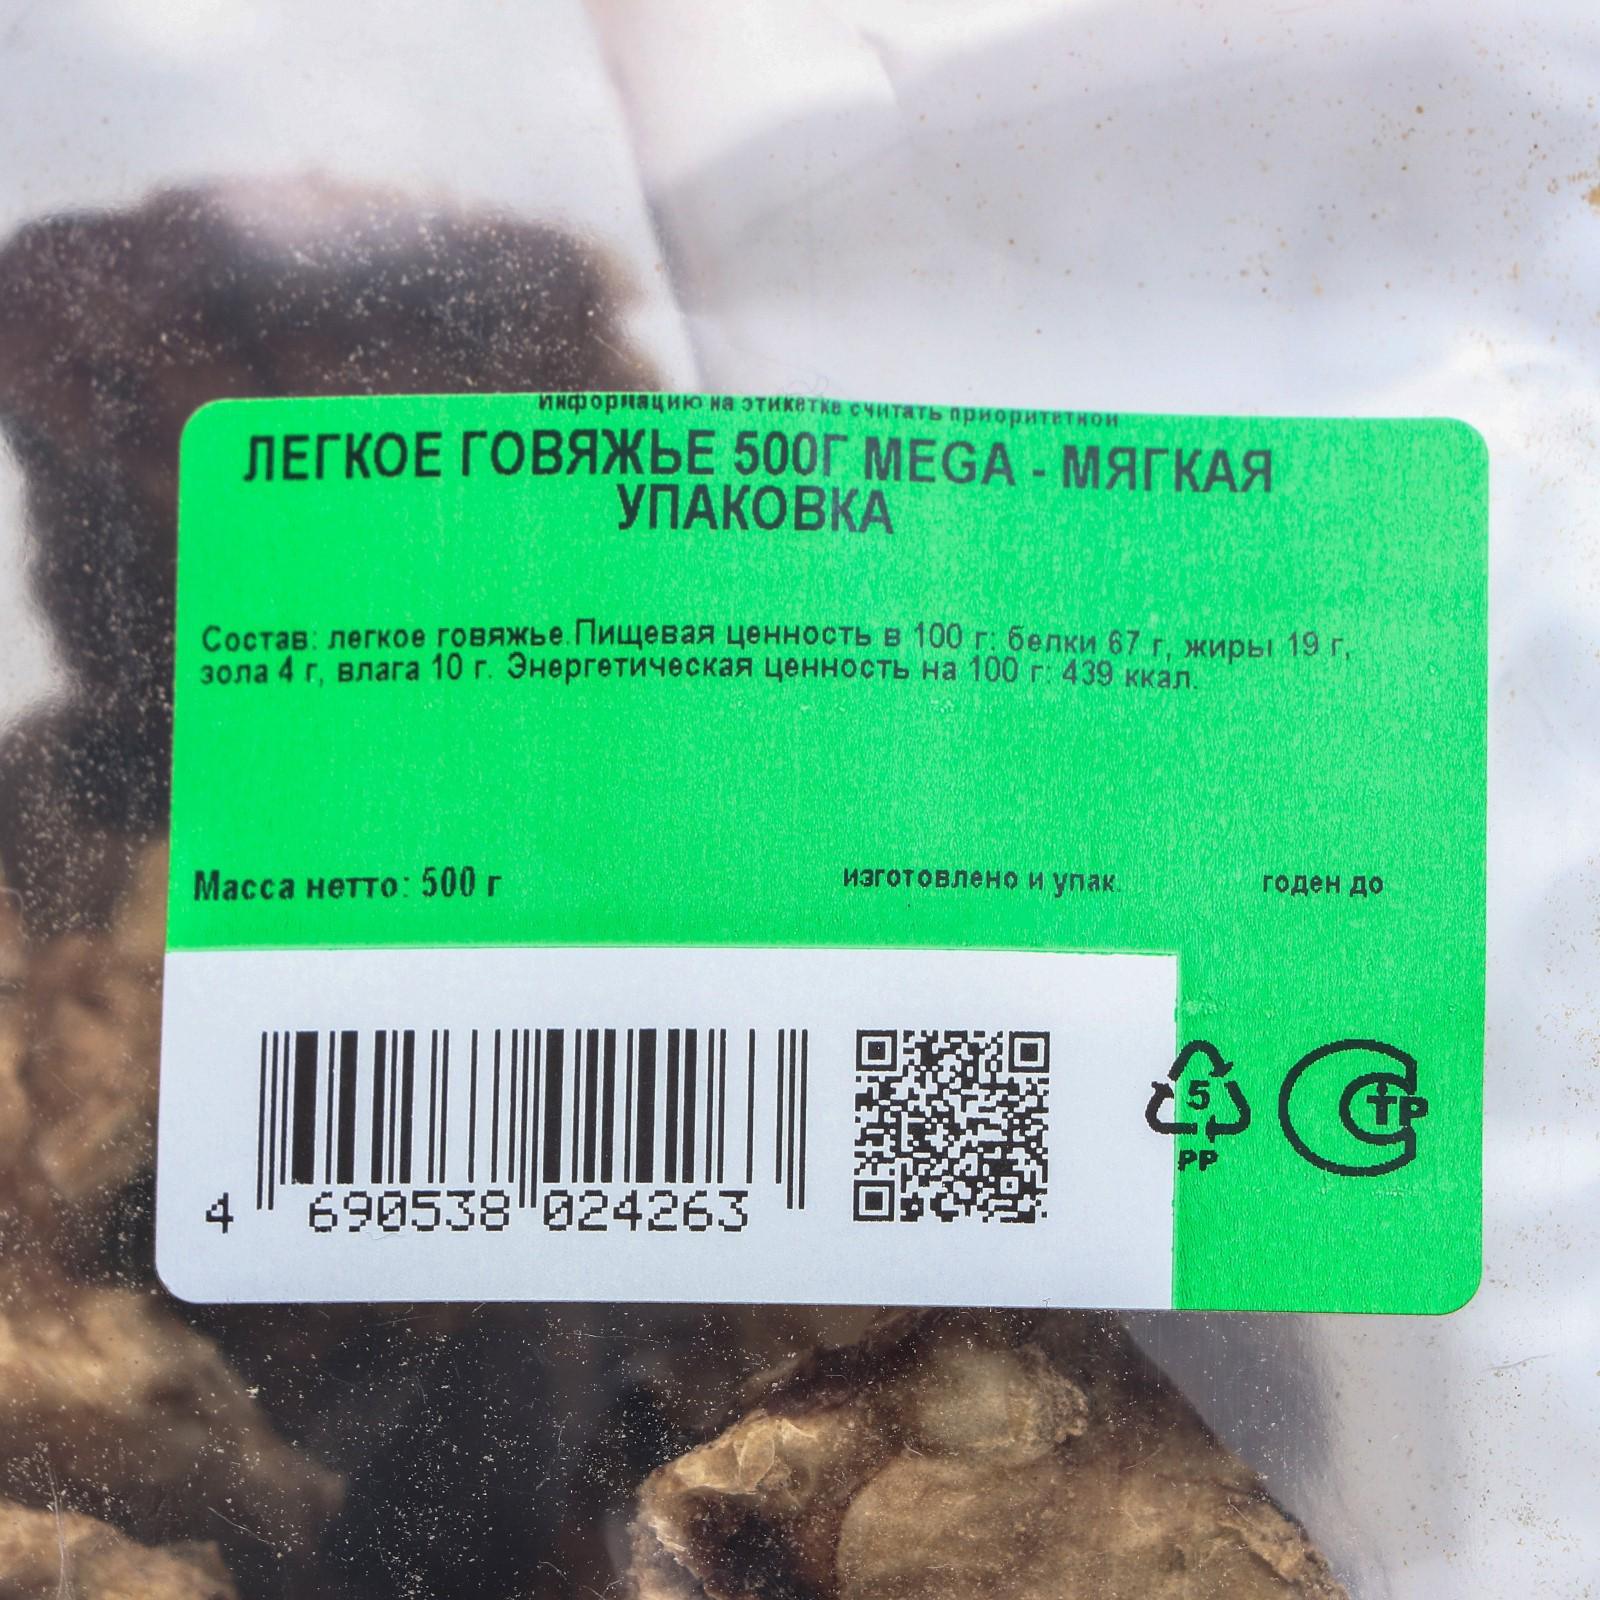 информацию на этикетке считать приоритетной
ЛЕГКОЕ ГОВЯЖЬЕ 500Г MEGA - МЯГКАЯ
УПАКОВКА
Состав: легкое говяжье.Пищевая ценность в 100 г: белки 67 г, жиры 19 г,
зола 4 г, влага 10 г. Энергетическая ценность на 100 г: 439 ккал.
Масса нетто: 500 г
изготовлено и упак.
годен до
4 690538 024263
5
PP
СТР